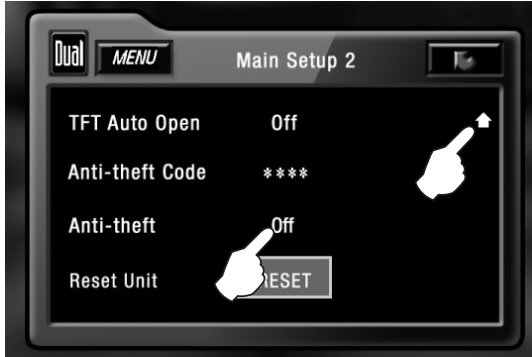 Dual MENU Main Setup 2
TFT Auto Open Off
Anti-theft Code ****
Anti-theft Off
Reset Unit RESET